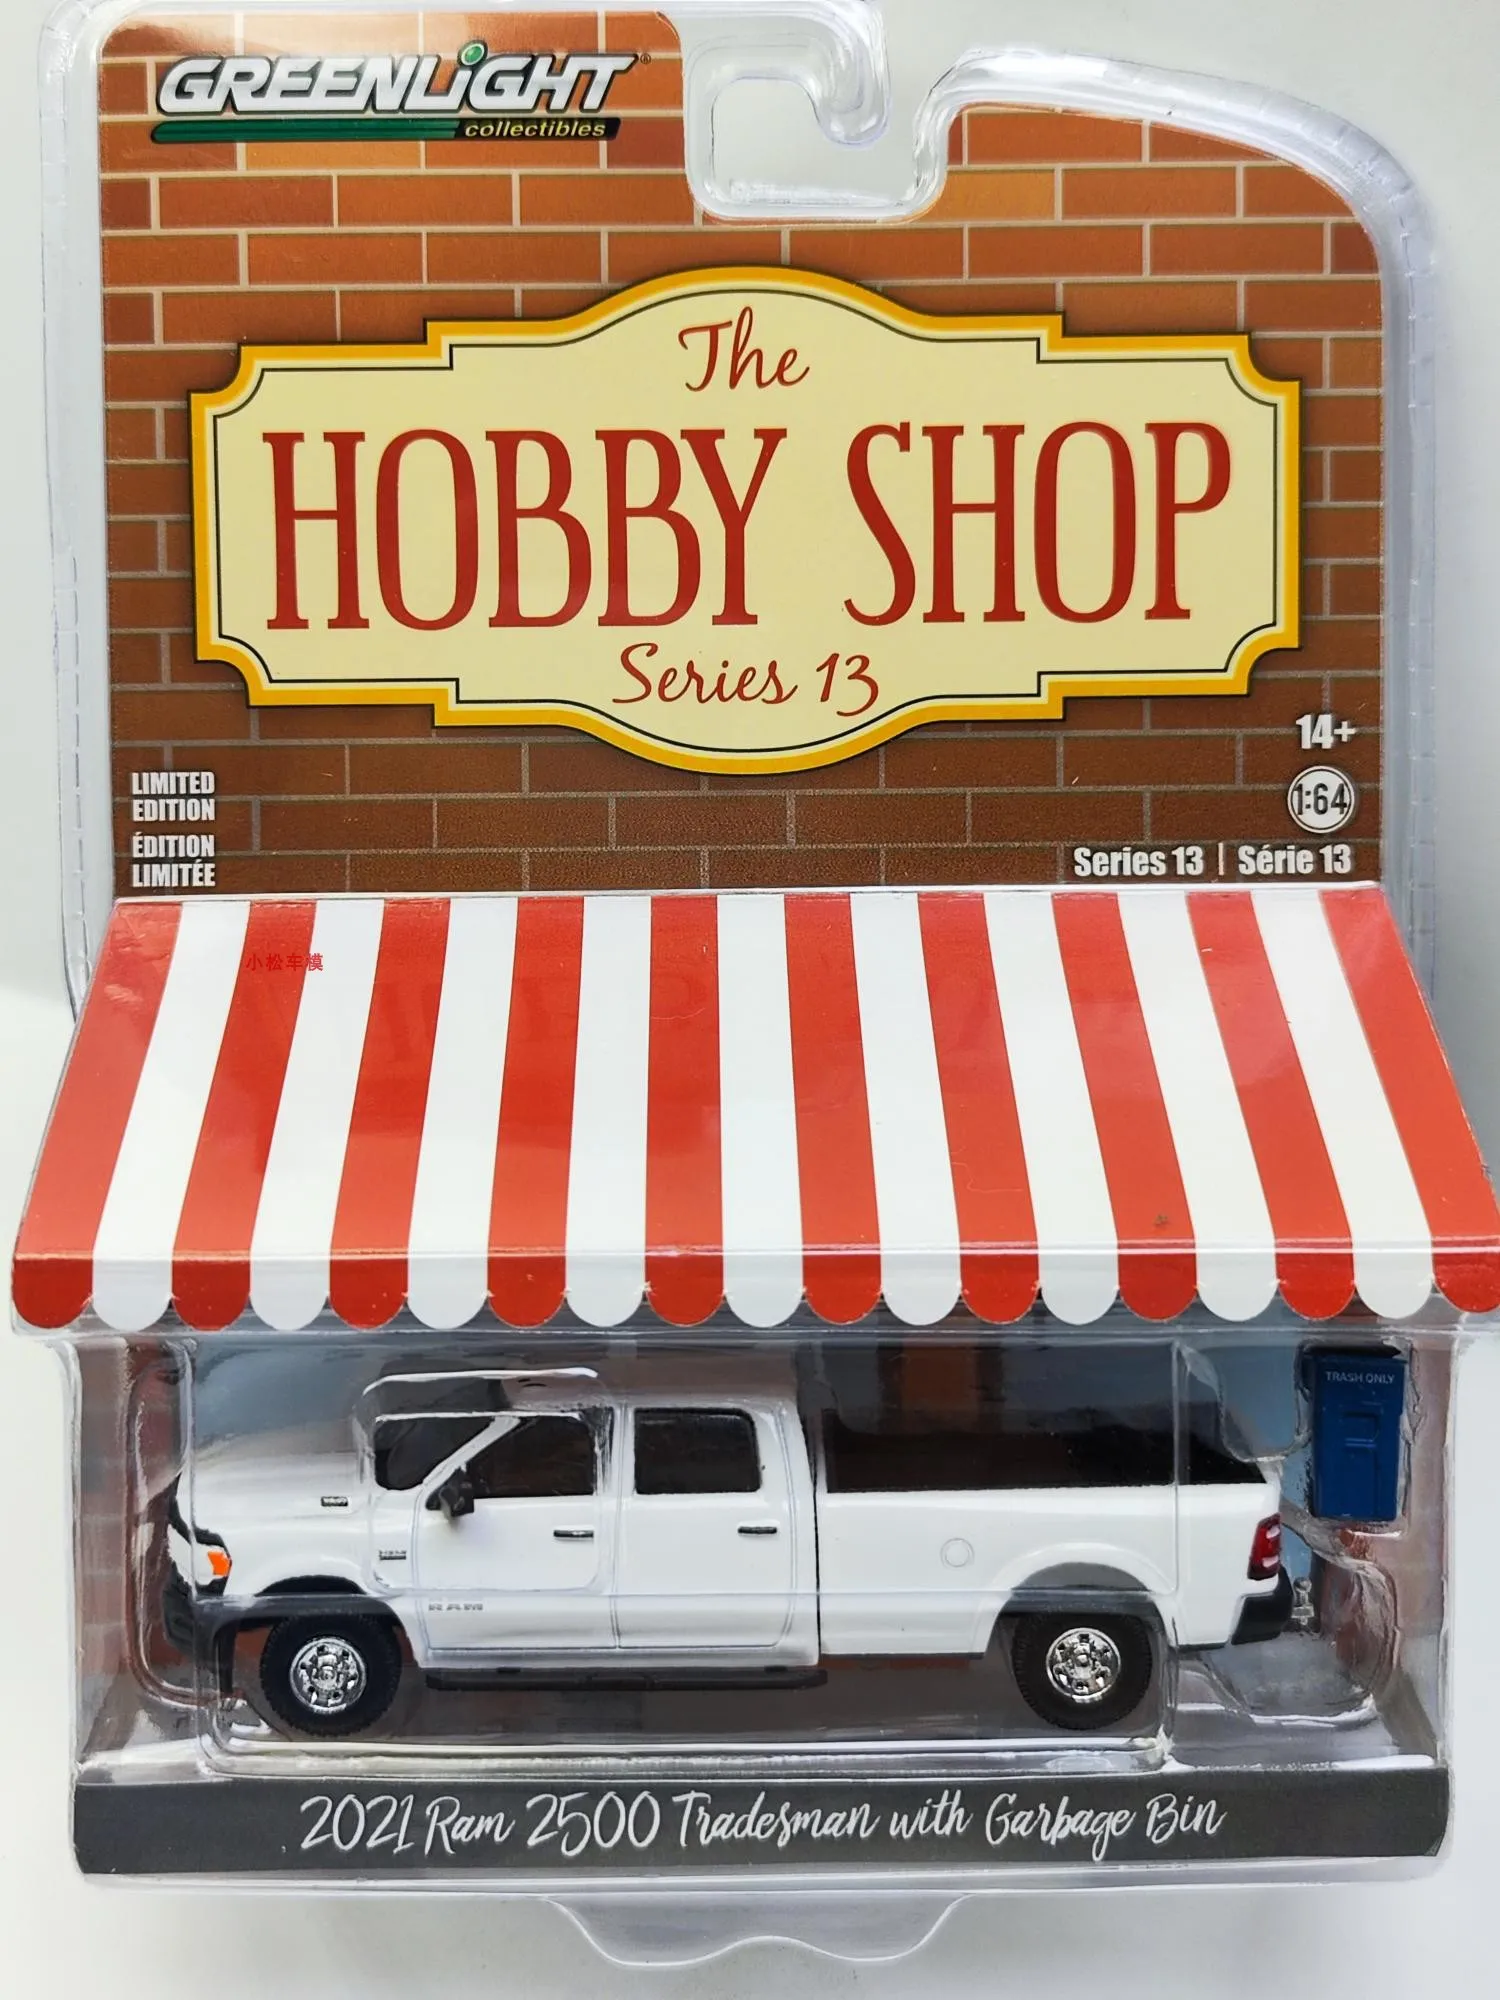 GREENLiGHT®
collectibles
The
HOBBY SHOP
Series 13
14+
1:64
LIMITED
EDITION
ÉDITION
LIMITÉE
Series 13 | Série 13
小松车模
TRASH ONLY
RAM
2021 Ram 2500 Tradesman with Garbage Bin